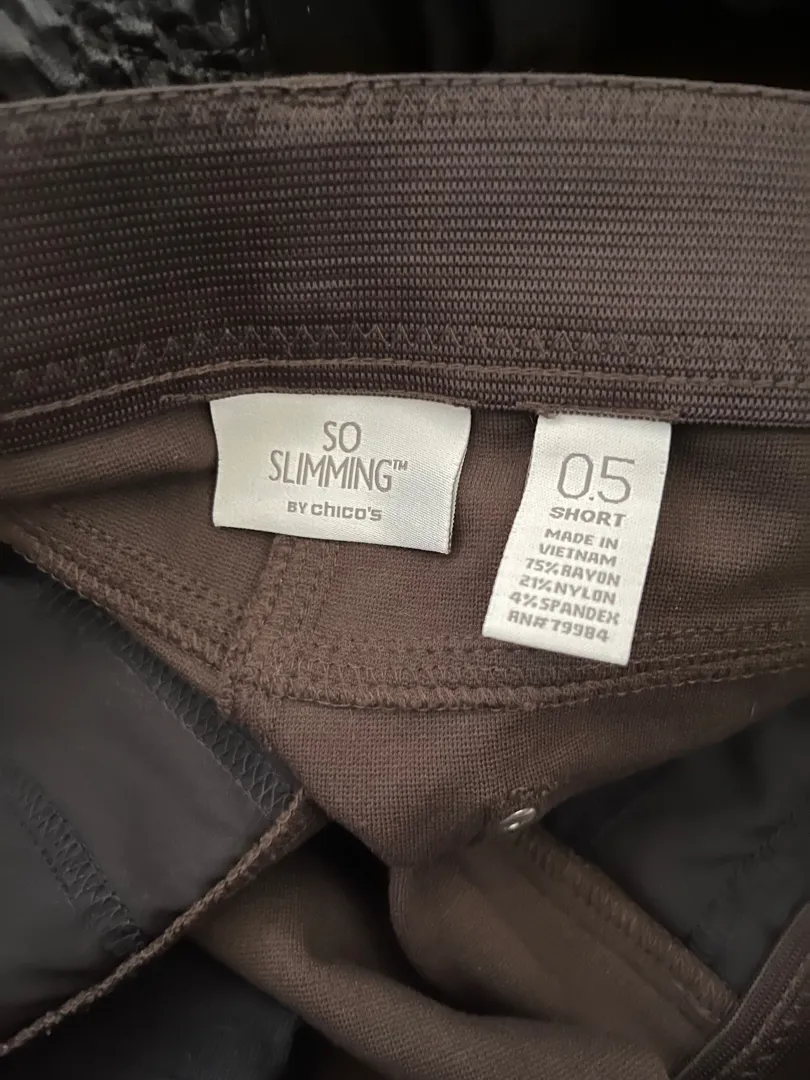 SO
SLIMMING™
BY chico's
0.5
SHORT
MADE IN
VIETNAM
75% RAYON
21% NYLON
4% SPANDEX
RN# 79984